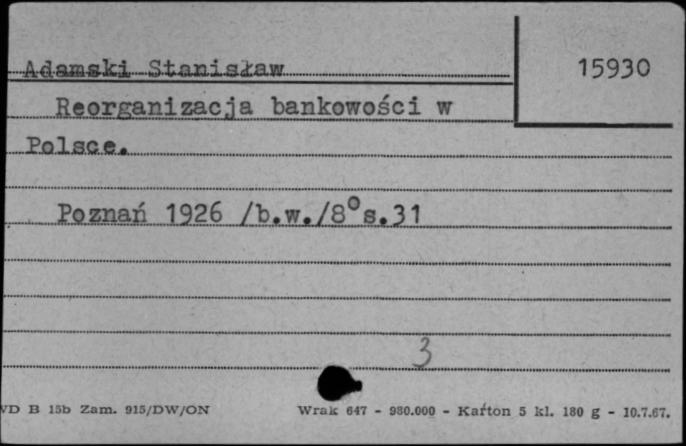 Adamski Stanisław
15930
Reorganizacja bankowości w
Polsce.
Poznań 1926 /b.w./8° s.31
3
VD B 15b Zam. 915/DW/ON Wrak 647 - 980.000 - Karton 5 kl. 180 g - 10.7.67.